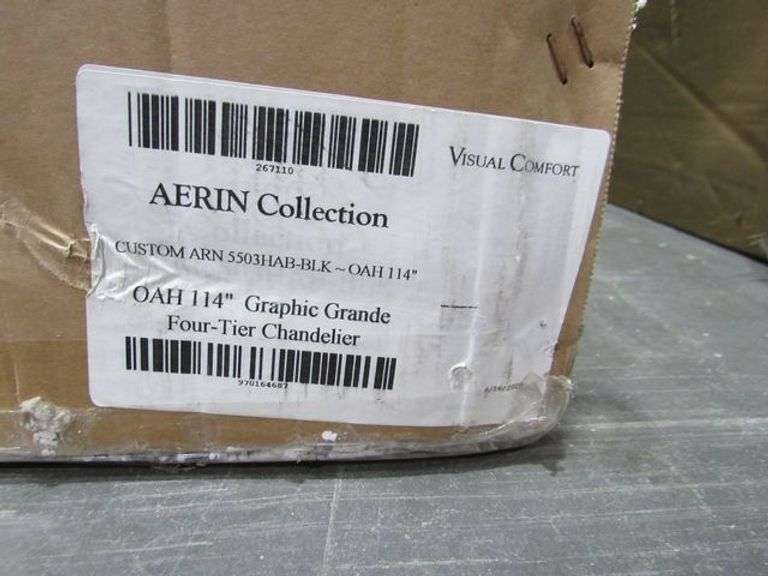 267110
VISUAL COMFORT
AERIN Collection
CUSTOM ARN 5503HAB-BLK ~ OAH 114"
OAH 114" Graphic Grande
Four-Tier Chandelier
970164687